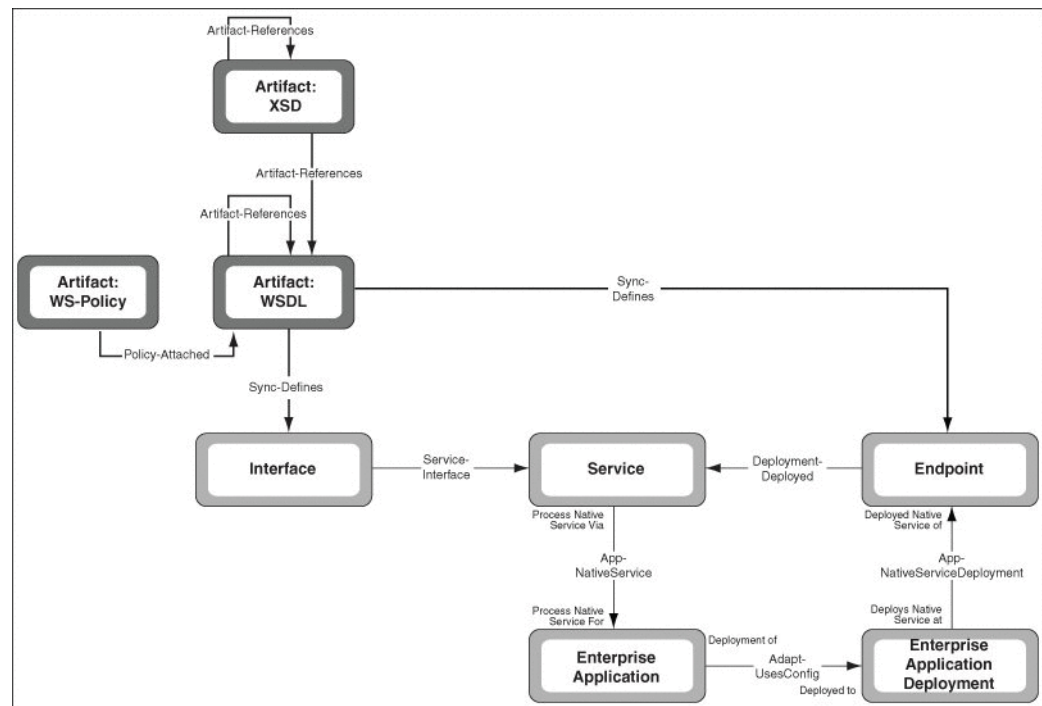 Artifact-References
Artifact:
XSD
Artifact-References
Artifact-References
Artifact:
WS-Policy
Artifact:
WSDL
Sync-
Defines
Policy-Attached
Sync-Defines
Interface
Service-
Interface
Service
Deployment-
Deployed
Endpoint
Process Native
Service Via
Deployed Native
Service of
App-
NativeService
App-
NativeServiceDeployment
Process Native
Service For
Deploys Native
Service at
Enterprise
Application
Deployment of
Adapt-
UsesConfig
Deployed to
Enterprise
Application
Deployment